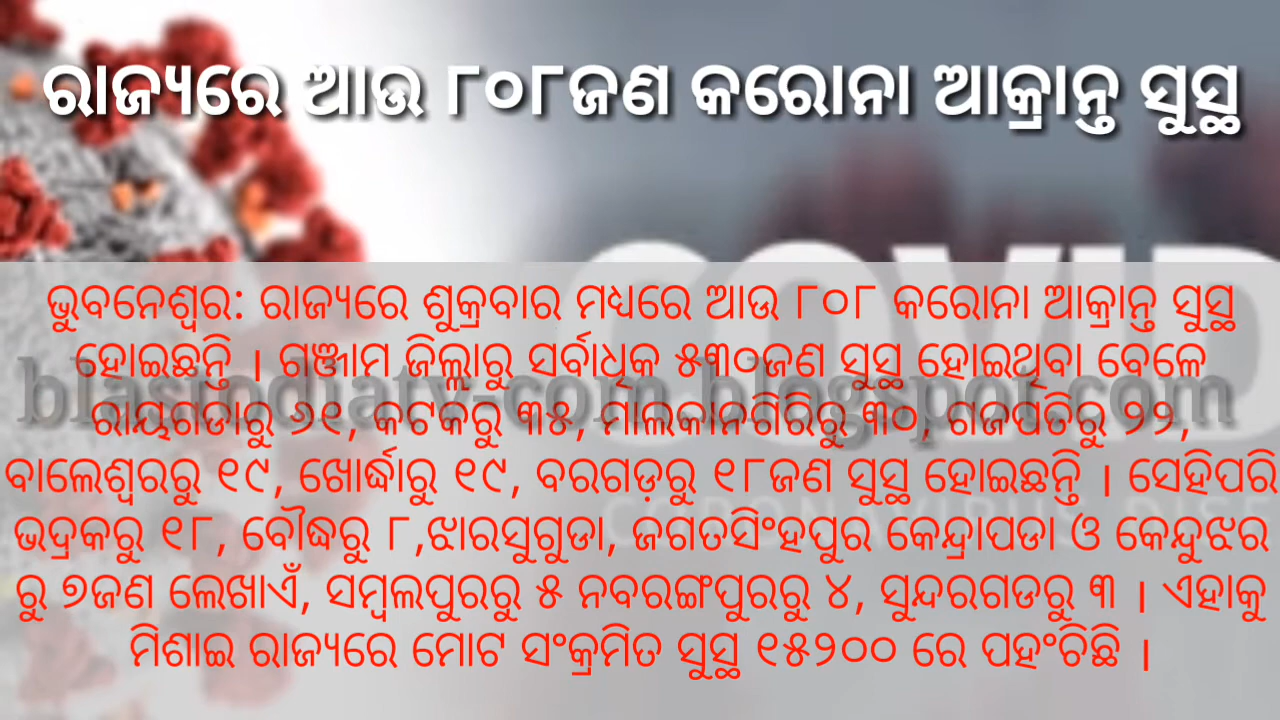 ରାଜ୍ୟରେ ଆଉ ୮୦୮ଜଣ କରୋନା ଆକ୍ରାନ୍ତ ସୁସ୍ଥ
COVID
ଭୁବନେଶ୍ୱର: ରାଜ୍ୟରେ ଶୁକ୍ରବାର ମଧ୍ୟରେ ଆଉ ୮୦୮ କରୋନା ଆକ୍ରାନ୍ତ ସୁସ୍ଥ
ହୋଇଛନ୍ତି । ଗଞ୍ଜାମ ଜିଲ୍ଲାରୁ ସର୍ବାଧିକ ୫୩୦ଜଣ ସୁସ୍ଥ ହୋଇଥିବା ବେଳେ
ରାୟଗଡାରୁ ୬୧, କଟକରୁ ୩୫, ମାଲକାନଗିରିରୁ ୩୦, ଗଜପତିରୁ ୨୨,
ବାଲେଶ୍ୱରରୁ ୧୯, ଖୋର୍ଦ୍ଧାରୁ ୧୯, ବରଗଡ଼ରୁ ୧୮ଜଣ ସୁସ୍ଥ ହୋଇଛନ୍ତି । ସେହିପରି
ଭଦ୍ରକରୁ ୧୮, ବୌଦ୍ଧରୁ ୮,ଝାରସୁଗୁଡା, ଜଗତସିଂହପୁର କେନ୍ଦ୍ରାପଡା ଓ କେନ୍ଦୁଝର
ରୁ ୭ଜଣ ଲେଖାଏଁ, ସମ୍ବଲପୁରରୁ ୫ ନବରଙ୍ଗପୁରରୁ ୪, ସୁନ୍ଦରଗଡରୁ ୩ । ଏହାକୁ
ମିଶାଇ ରାଜ୍ୟରେ ମୋଟ ସଂକ୍ରମିତ ସୁସ୍ଥ ୧୫୨୦୦ ରେ ପହଂଚିଛି ।